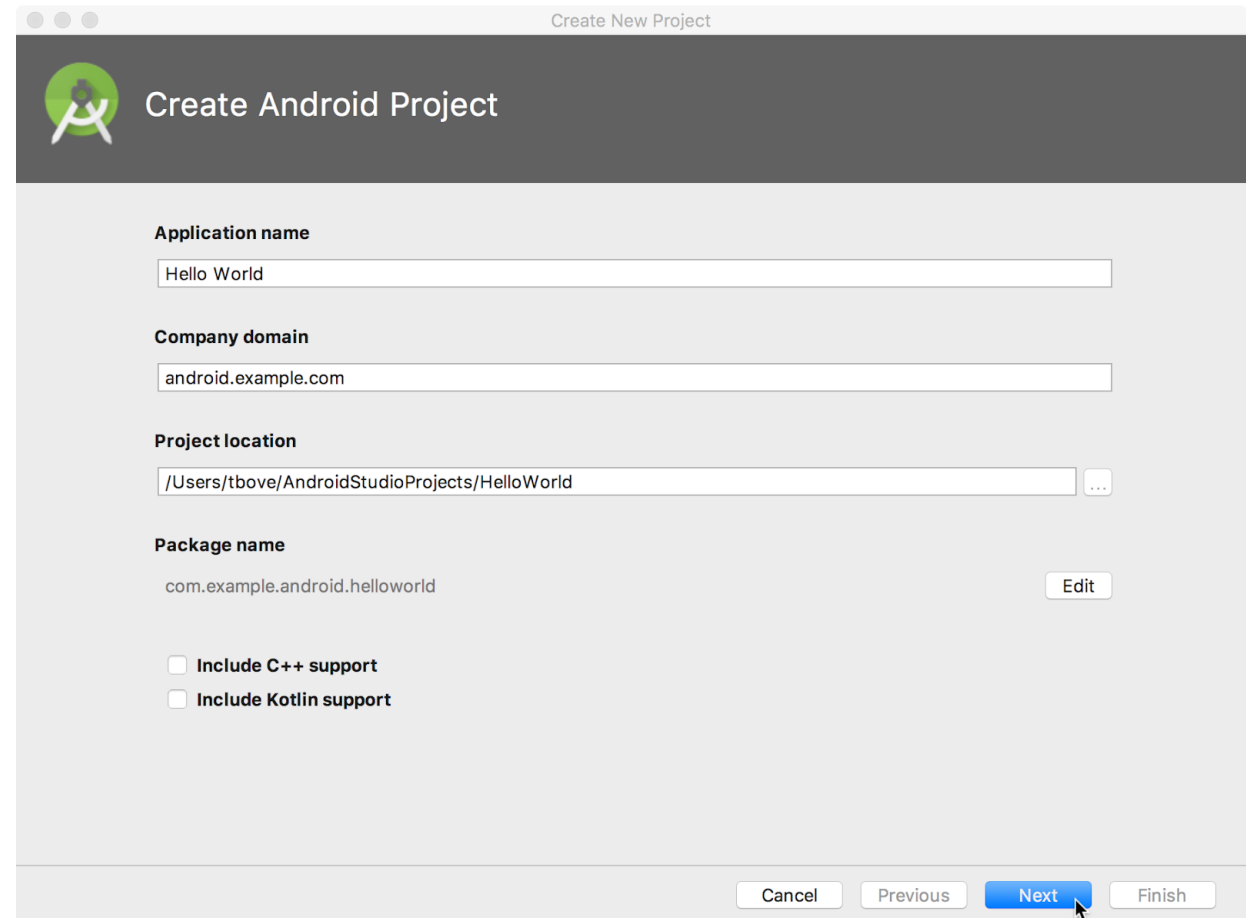 Create New Project
Create Android Project
Application name
Hello World
Company domain
android.example.com
Project location
/Users/tbove/AndroidStudioProjects/HelloWorld
...
Package name
com.example.android.helloworld
Edit
Include C++ support
Include Kotlin support
Cancel Previous Next Finish